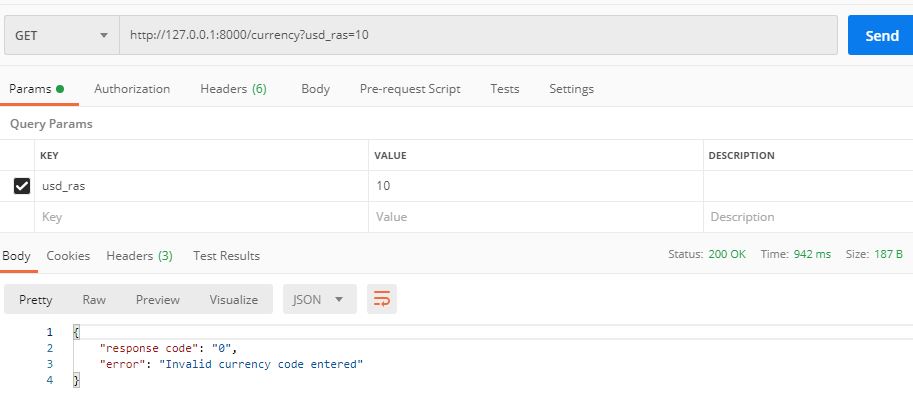 GET http://127.0.0.1:8000/currency?usd_ras=10 Send
Params Authorization Headers (6) Body Pre-request Script Tests Settings
Query Params
KEY VALUE DESCRIPTION
usd_ras 10
Key Value Description
Body Cookies Headers (3) Test Results Status: 200 OK Time: 942 ms Size: 187 B
Pretty Raw Preview Visualize JSON
1 {
2 "response code": "0",
3 "error": "Invalid currency code entered"
4 }